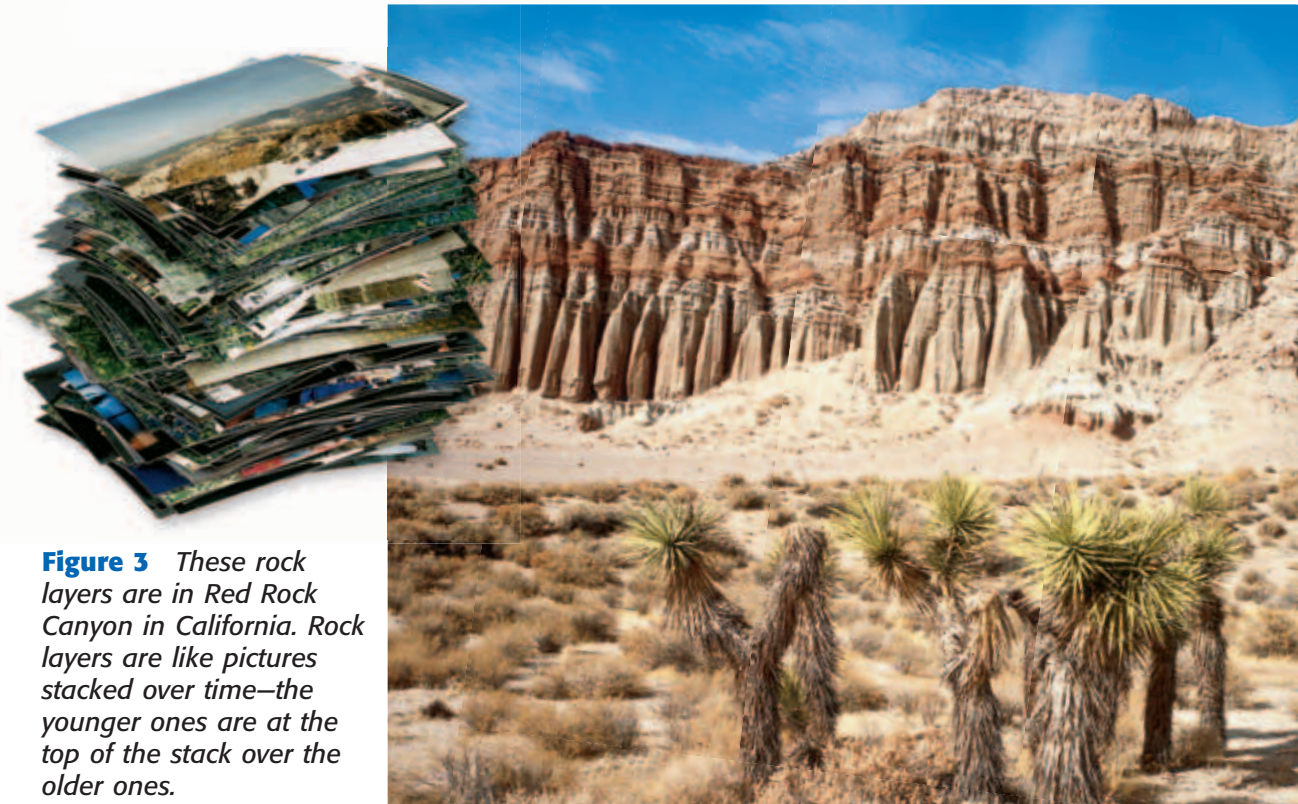 Figure 3 These rock
layers are in Red Rock
Canyon in California. Rock
layers are like pictures
stacked over time—the
younger ones are at the
top of the stack over the
older ones.